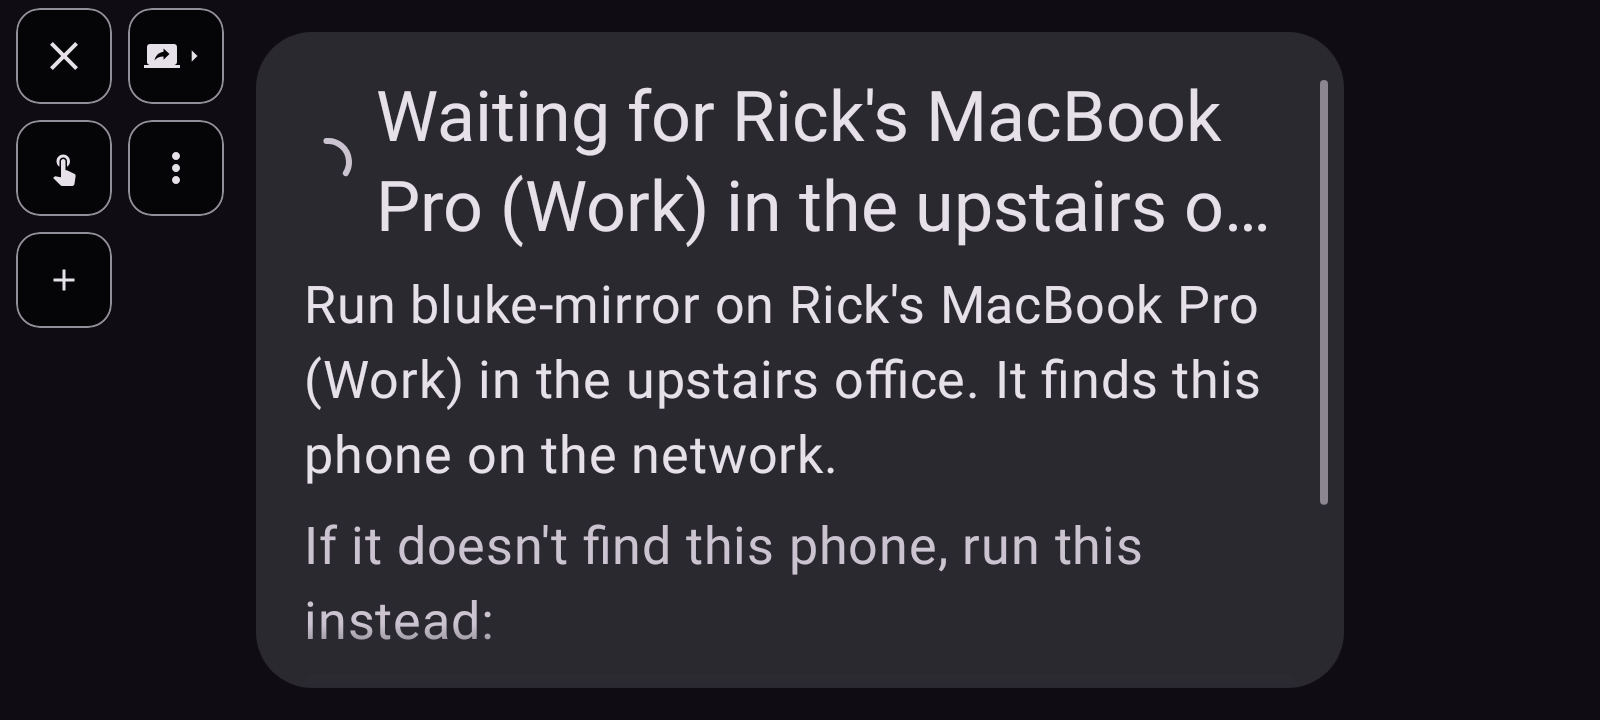 Waiting for Rick's MacBook
Pro (Work) in the upstairs o…
Run bluke-mirror on Rick's MacBook Pro
(Work) in the upstairs office. It finds this
phone on the network.
If it doesn't find this phone, run this
instead: